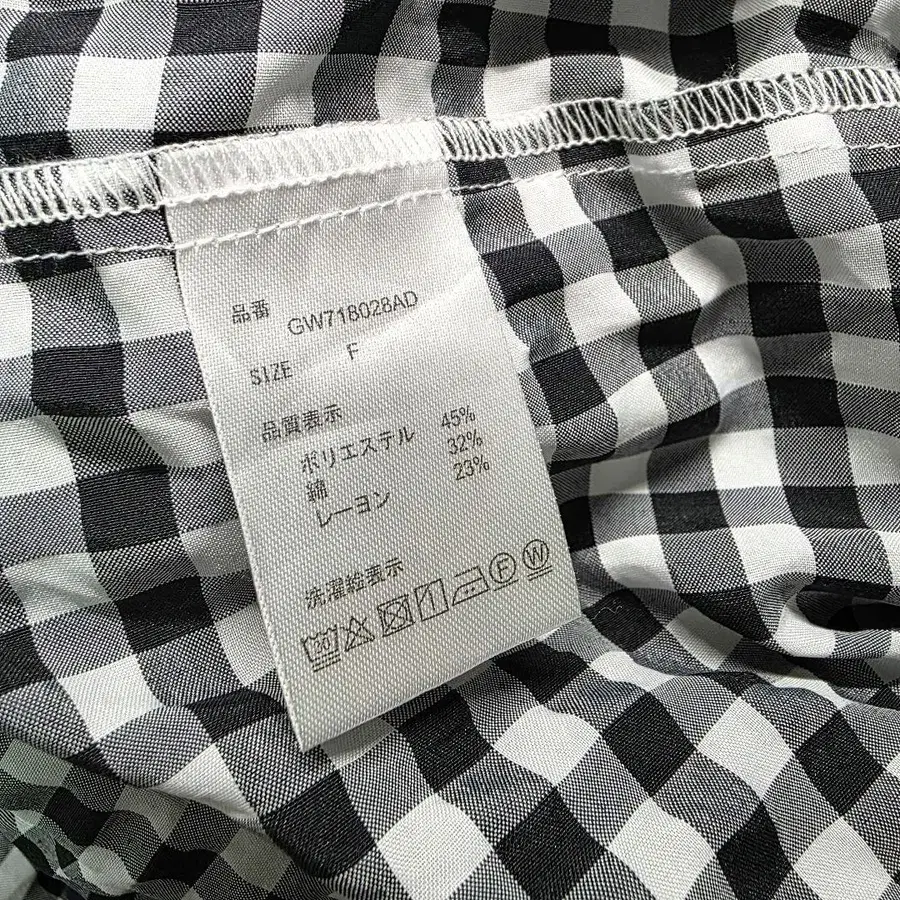 品番 GW718028AD
SIZE F
品質表示
ポリエステル 45%
綿 32%
レーヨン 23%
洗濯絵表示
30 F W